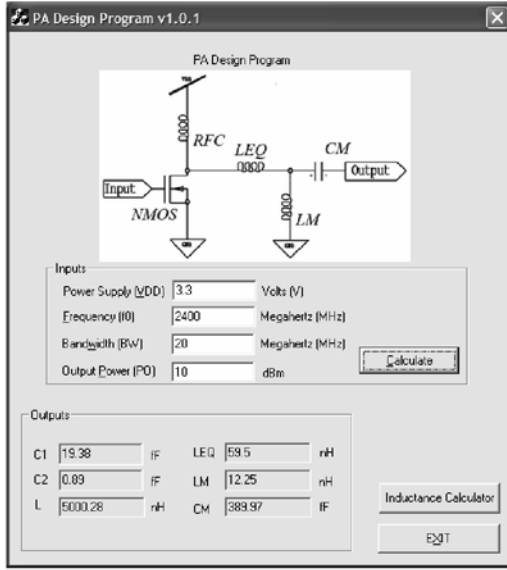 PA Design Program v1.0.1
PA Design Program
RFC
LEQ
CM
Output
Input
NMOS
LM
Inputs
Power Supply (VDD) 3.3 Volts (V)
Frequency (f0) 2400 Megahertz (MHz)
Bandwidth (BW) 20 Megahertz (MHz)
Output Power (PO) 10 dBm
Calculate
Outputs
C1 19.38 fF LEQ 59.5 nH
C2 0.89 fF LM 12.25 nH
L 5000.28 nH CM 389.97 fF
Inductance Calculator
EXIT